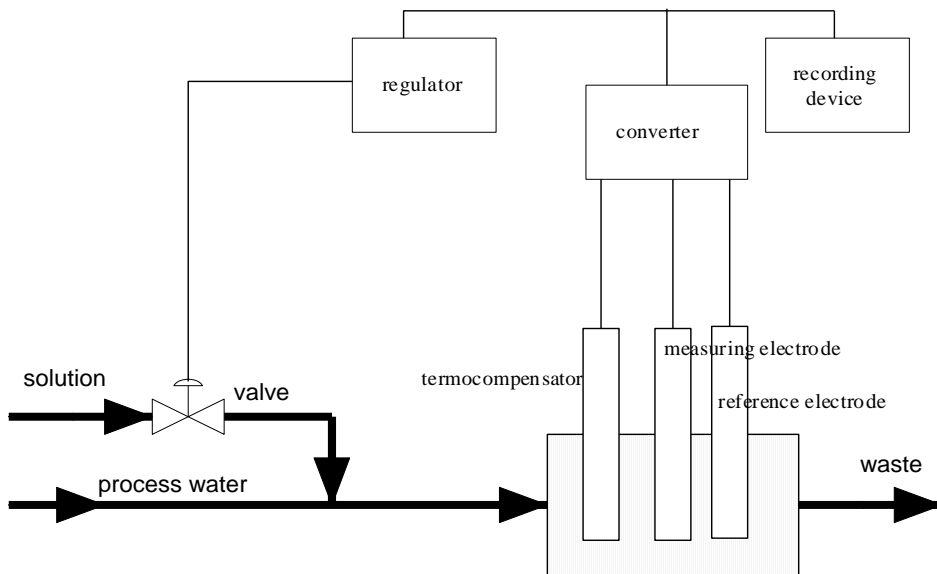 regulator
recording
device
converter
measuring electrode
termocompensator
solution
valve
reference electrode
process water
waste